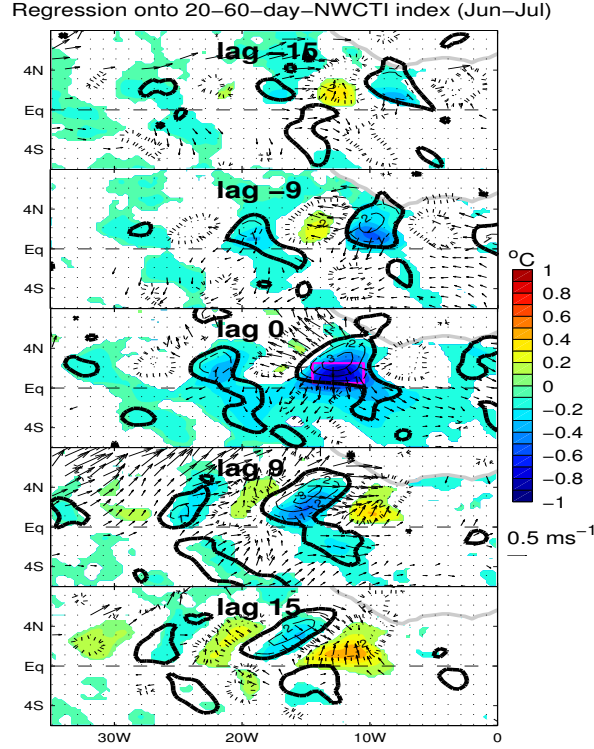 Regression onto 20−60−day−NWCTI index (Jun−Jul)
lag −15
4N
Eq
4S
lag −9
4N
Eq
4S
lag 0
4N
Eq
4S
lag 9
4N
Eq
4S
lag 15
4N
Eq
4S
30W 20W 10W 0
°C
1
0.8
0.6
0.4
0.2
0
−0.2
−0.4
−0.6
−0.8
−1
0.5 ms−1